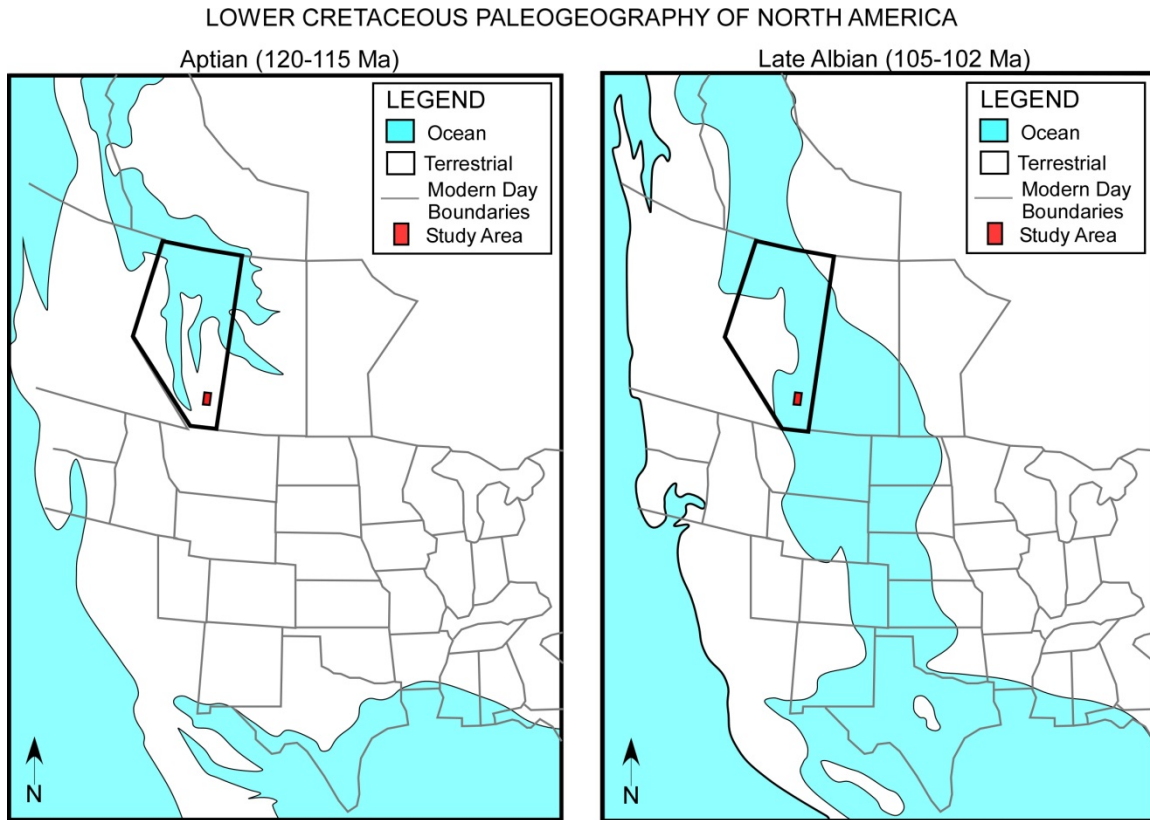 LOWER CRETACEOUS PALEOGEOGRAPHY OF NORTH AMERICA
Aptian (120-115 Ma)
LEGEND
Ocean
Terrestrial
Modern Day
Boundaries
Study Area
N
Late Albian (105-102 Ma)
LEGEND
Ocean
Terrestrial
Modern Day
Boundaries
Study Area
N